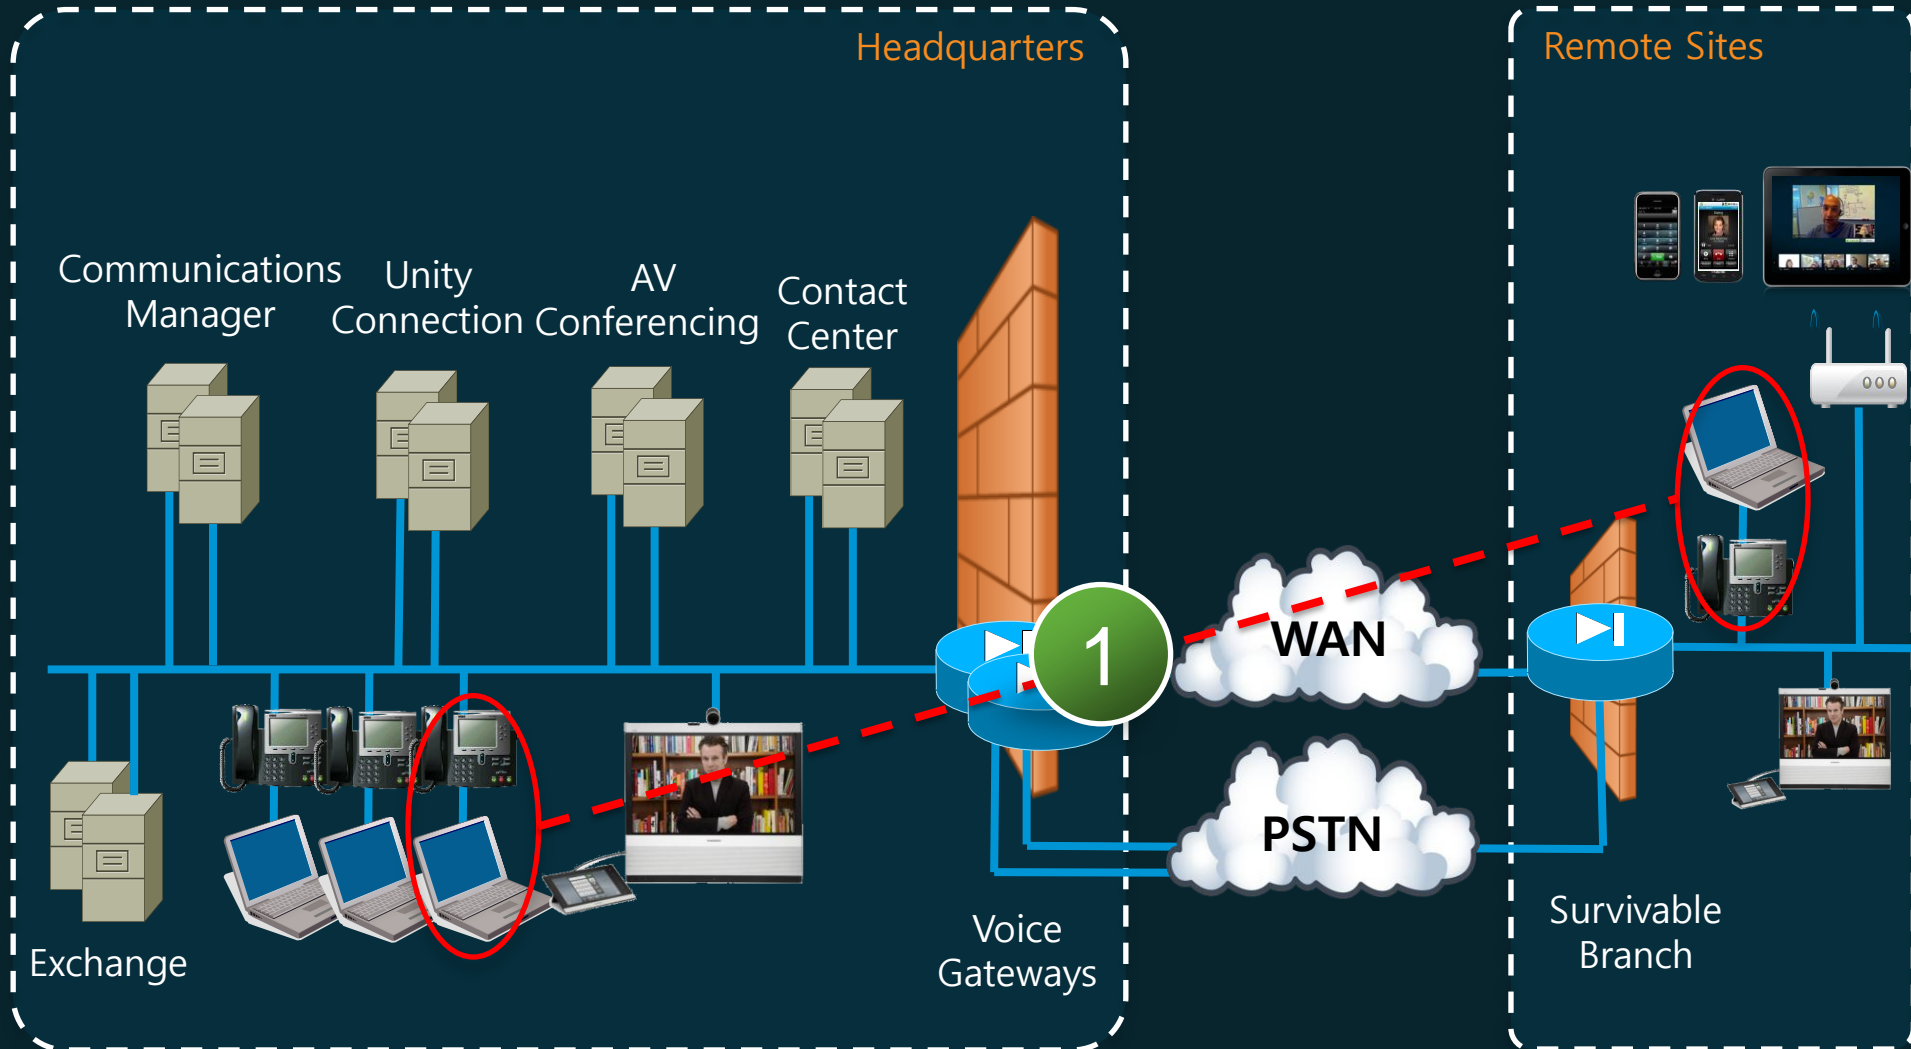 Headquarters
Remote Sites
Communications
Manager
Unity
Connection
AV
Conferencing
Contact
Center
1
WAN
PSTN
Exchange
Voice
Gateways
Survivable
Branch